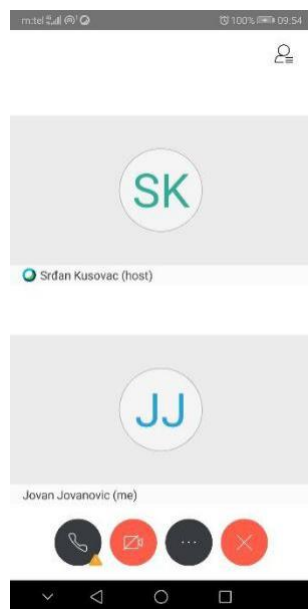 m:tel 100% 09:54
SK
Srđan Kusovac (host)
JJ
Jovan Jovanovic (me)